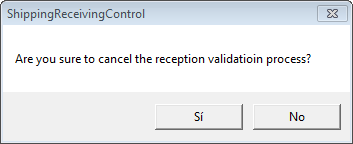 ShippingReceivingControl
Are you sure to cancel the reception validatioin process?
Sí
No